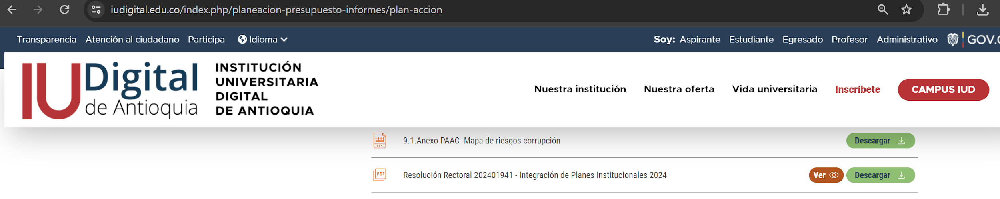 iudigital.edu.co/index.php/planeacion-presupuesto-informes/plan-accion
Transparencia Atención al ciudadano Participa Idioma Soy: Aspirante Estudiante Egresado Profesor Administrativo GOV.C
IUDigital
de Antioquia
INSTITUCIÓN
UNIVERSITARIA
DIGITAL
DE ANTIOQUIA
Nuestra institución Nuestra oferta Vida universitaria Inscríbete CAMPUS IUD
XLS 9.1.Anexo PAAC- Mapa de riesgos corrupción Descargar
PDF Resolución Rectoral 202401941 - Integración de Planes Institucionales 2024 Ver Descargar